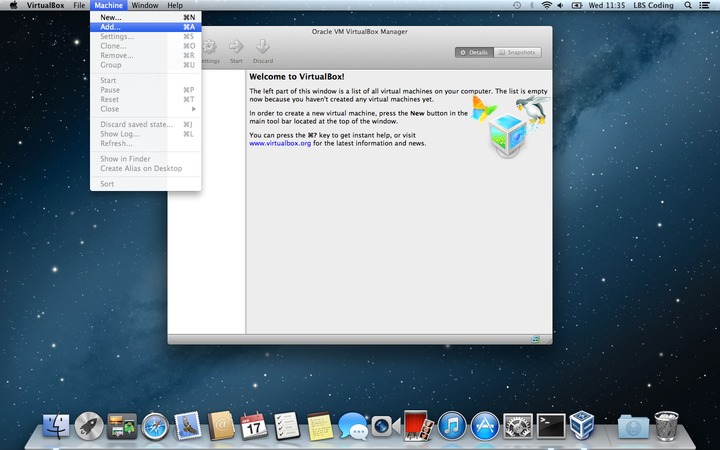 VirtualBox File Machine Window Help
Wed 11:35 LBS Coding
New... ⌘N
Add... ⌘A
Settings... ⌘S
Clone... ⌘O
Remove... ⌘R
Group ⌘U
Start
Pause ⌘P
Reset ⌘T
Close
Discard saved state... ⌘J
Show Log... ⌘L
Refresh...
Show in Finder
Create Alias on Desktop
Sort
Oracle VM VirtualBox Manager
Start Discard
Details Snapshots
Welcome to VirtualBox!
The left part of this window is a list of all virtual machines on your computer. The list is empty
now because you haven't created any virtual machines yet.
In order to create a new virtual machine, press the New button in the
main tool bar located at the top of the window.
You can press the ⌘? key to get instant help, or visit
www.virtualbox.org for the latest information and news.
17